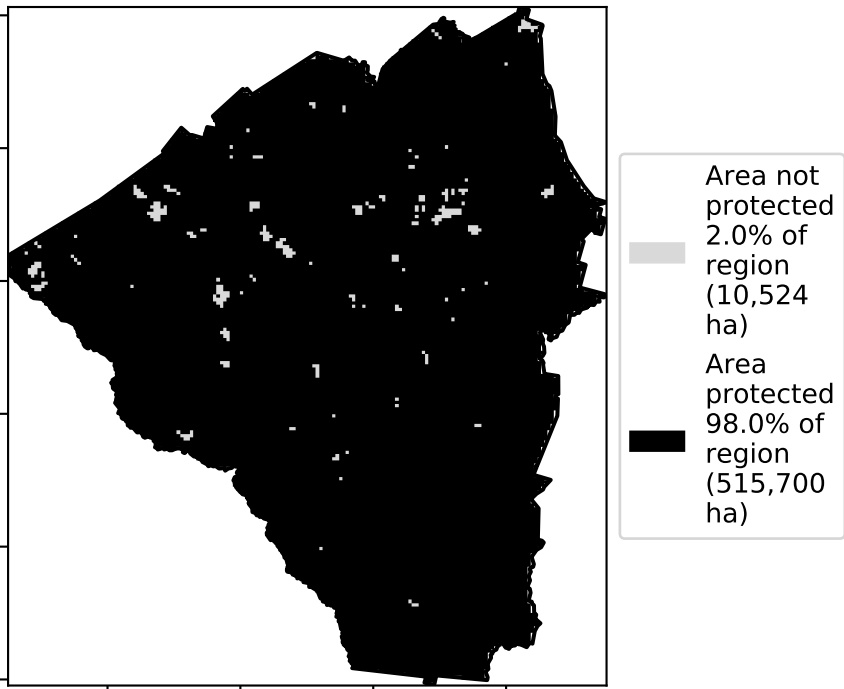 Area not
protected
2.0% of
region
(10,524
ha)
Area
protected
98.0% of
region
(515,700
ha)